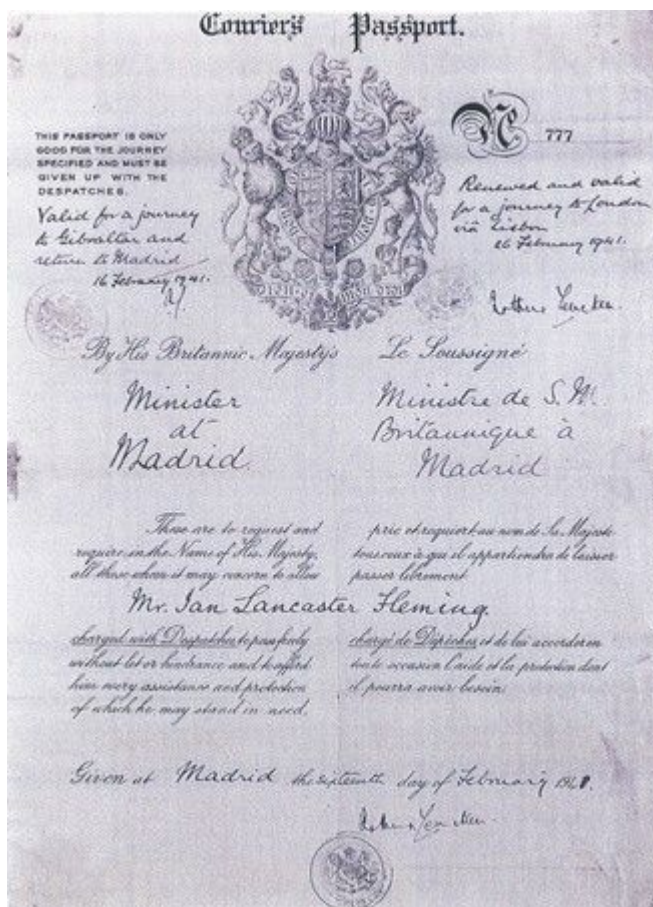 Courier's Passport.
THIS PASSPORT IS ONLY
GOOD FOR THE JOURNEY
SPECIFIED AND MUST BE
GIVEN UP WITH THE
DESPATCHES.
Valid for a journey
to Gibraltar and
return to Madrid
16 February 1941.
No 777
Renewed and valid
for a journey to London
via Lisbon
26 February 1941.
By His Britannic Majesty's
Minister
at
Madrid.
Le Soussigné
Ministre de S. M.
Britannique à
Madrid
These are to request and
require in the Name of His Majesty,
all those whom it may concern to allow
prie et requiert au nom de Sa Majesté
tous ceux à qui il appartiendra de laisser
passer librement
Mr. Ian Lancaster Fleming.
charged with Despatches to pass freely
without let or hindrance and to afford
him every assistance and protection
of which he may stand in need.
chargé de Dépêches et de lui accorder en
toute occasion l'aide et la protection dont
il pourra avoir besoin.
Given at Madrid the sixteenth day of February 1941.